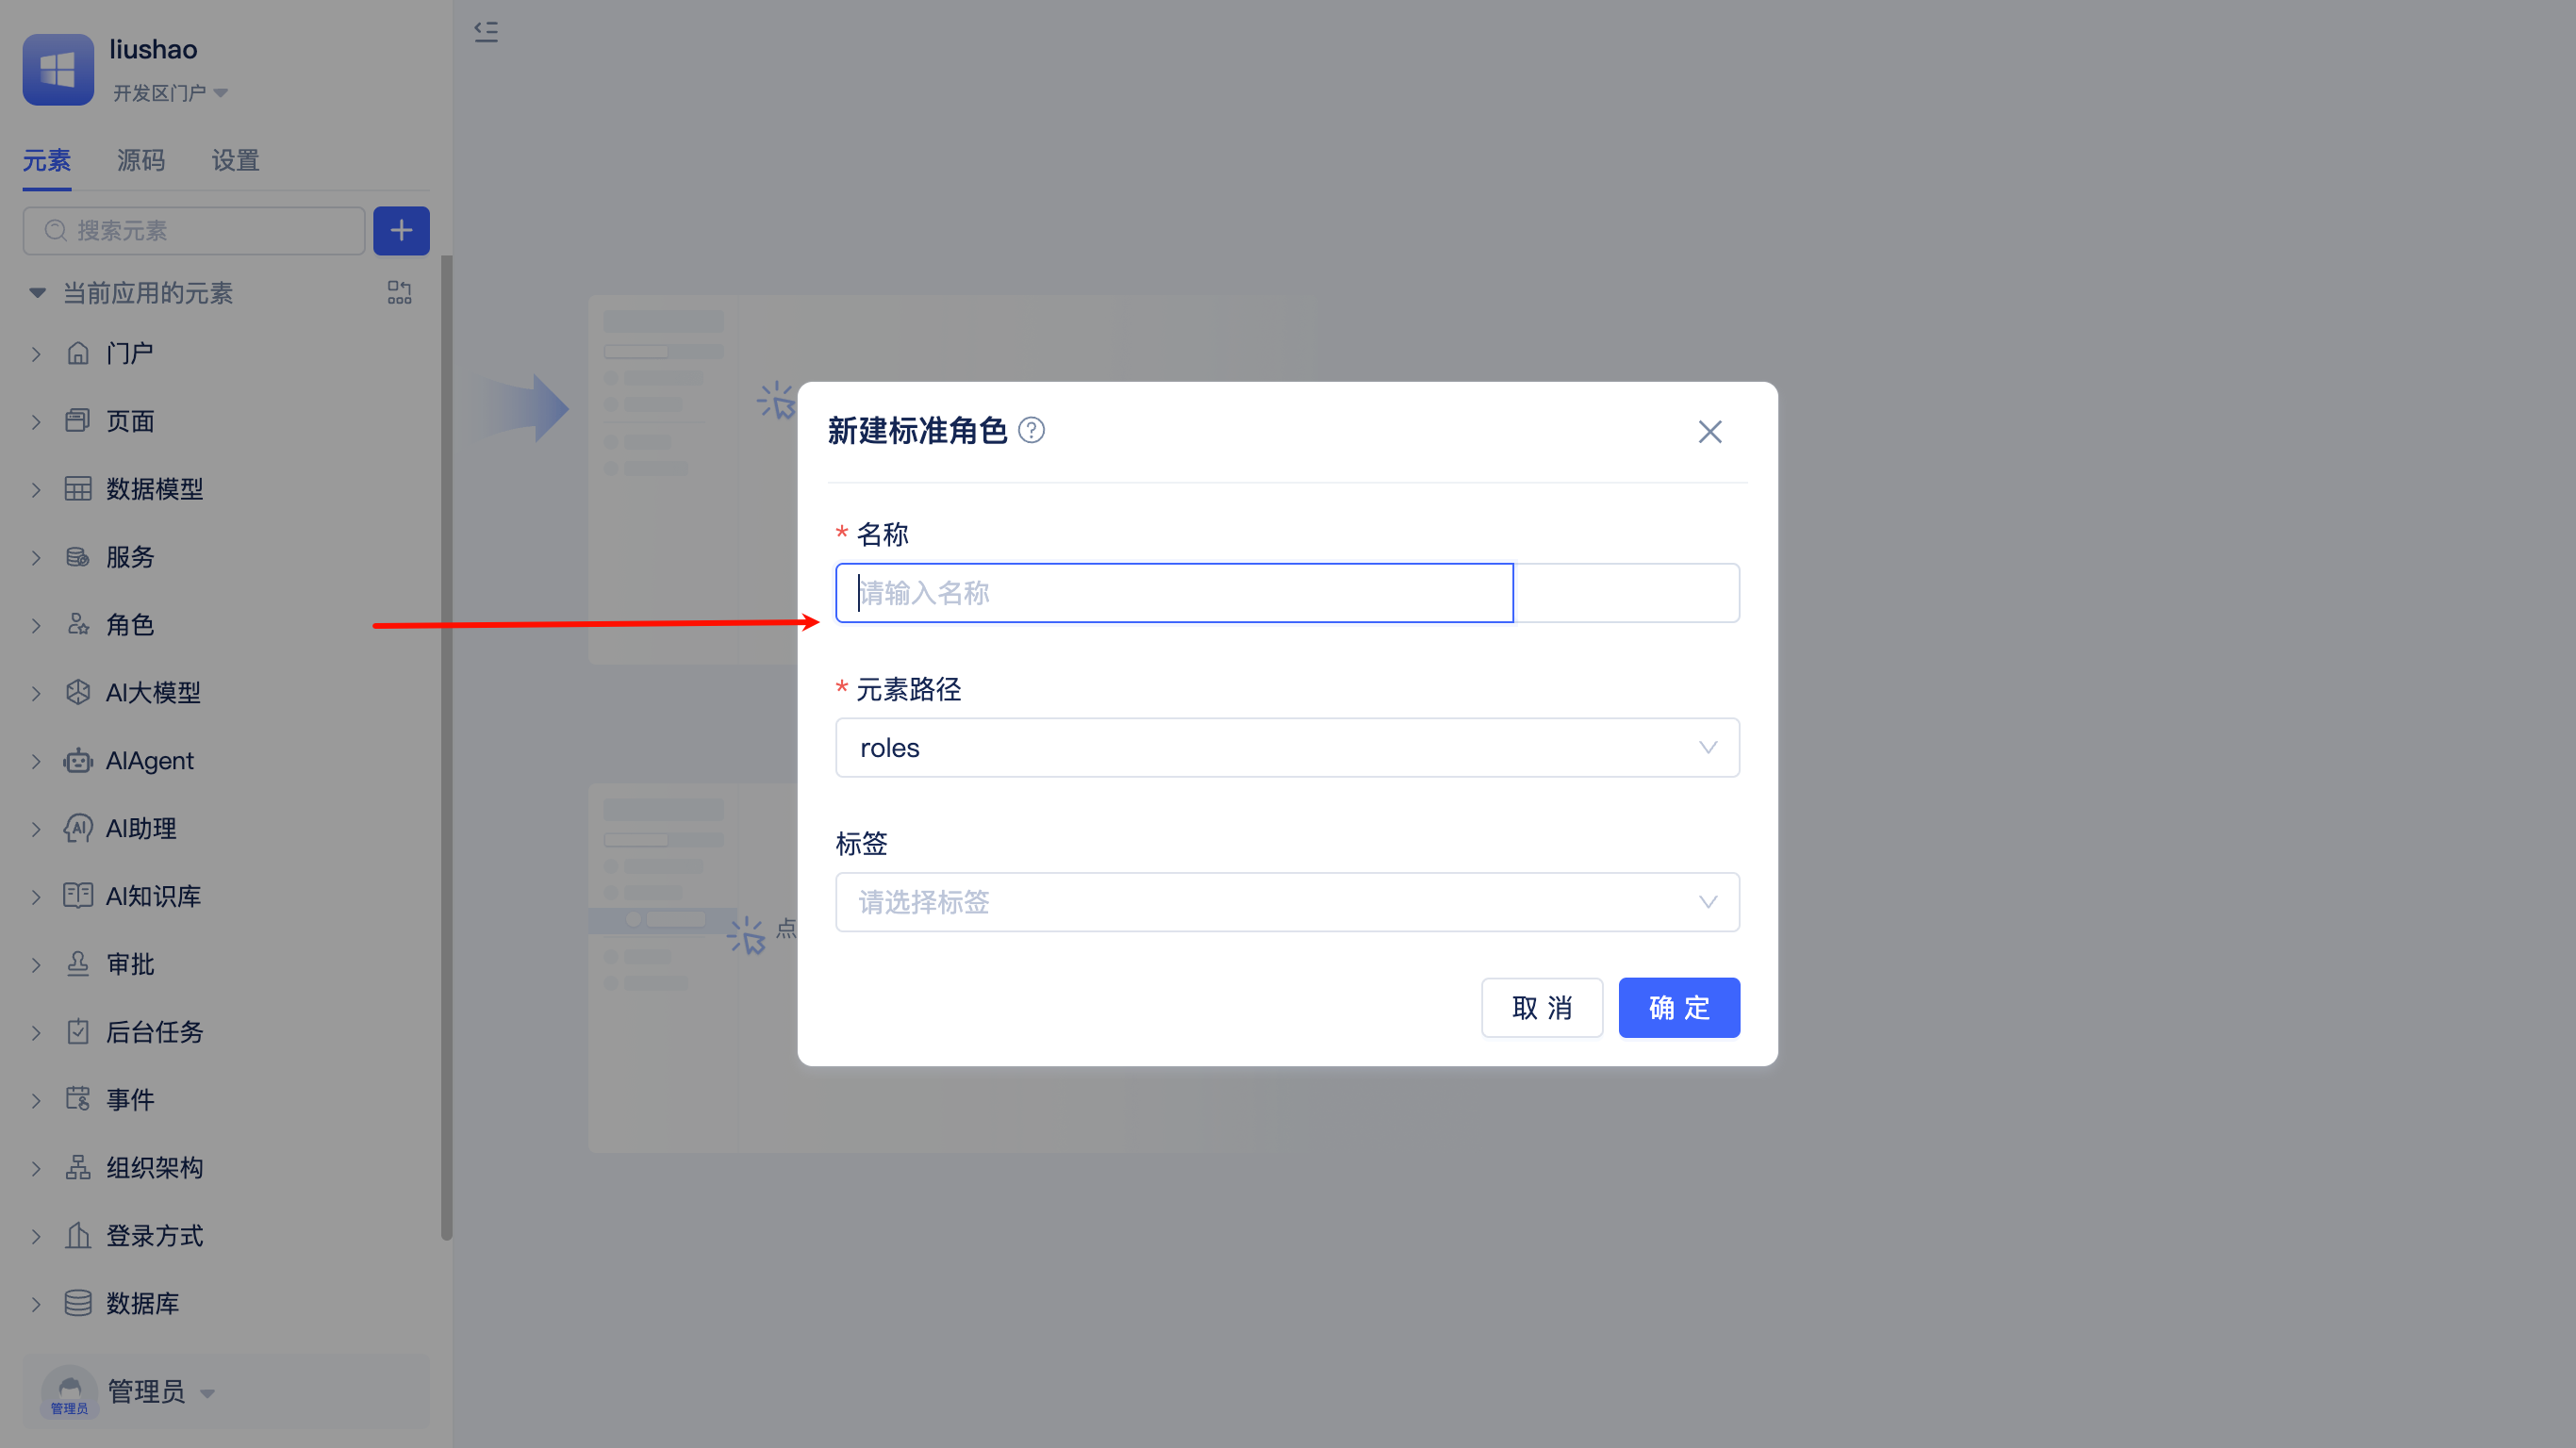 liushao
开发区门户
元素 源码 设置
搜索元素
当前应用的元素
门户
页面
数据模型
服务
角色
AI大模型
AIAgent
AI助理
AI知识库
审批
后台任务
事件
组织架构
登录方式
数据库
管理员
管理员
点
新建标准角色
* 名称
请输入名称
* 元素路径
roles
标签
请选择标签
取 消 确 定